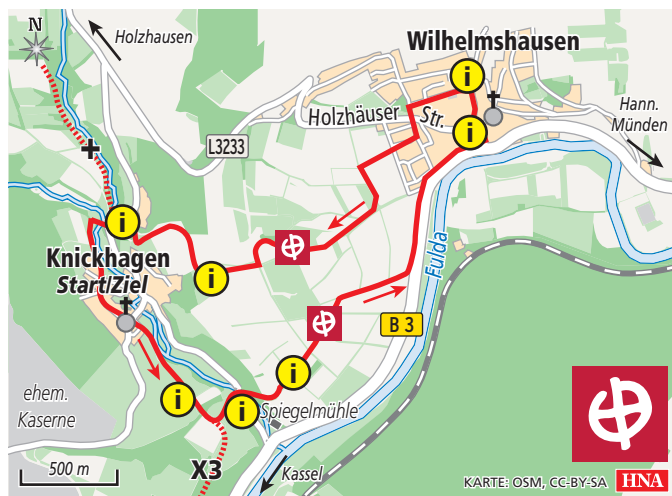 N
Holzhausen
Wilhelmshausen
i
Holzhäuser Str.
Hann.
Münden
L3233
i
i
Knickhagen
Start/Ziel
i
Fulda
B 3
i
i
i
ehem.
Kaserne
Spiegelmühle
X3
500 m
Kassel
KARTE: OSM, CC-BY-SA HNA